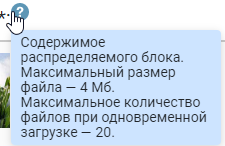 *:
?
Содержимое
распределяемого блока.
Максимальный размер
файла — 4 Мб.
Максимальное количество
файлов при одновременной
загрузке — 20.